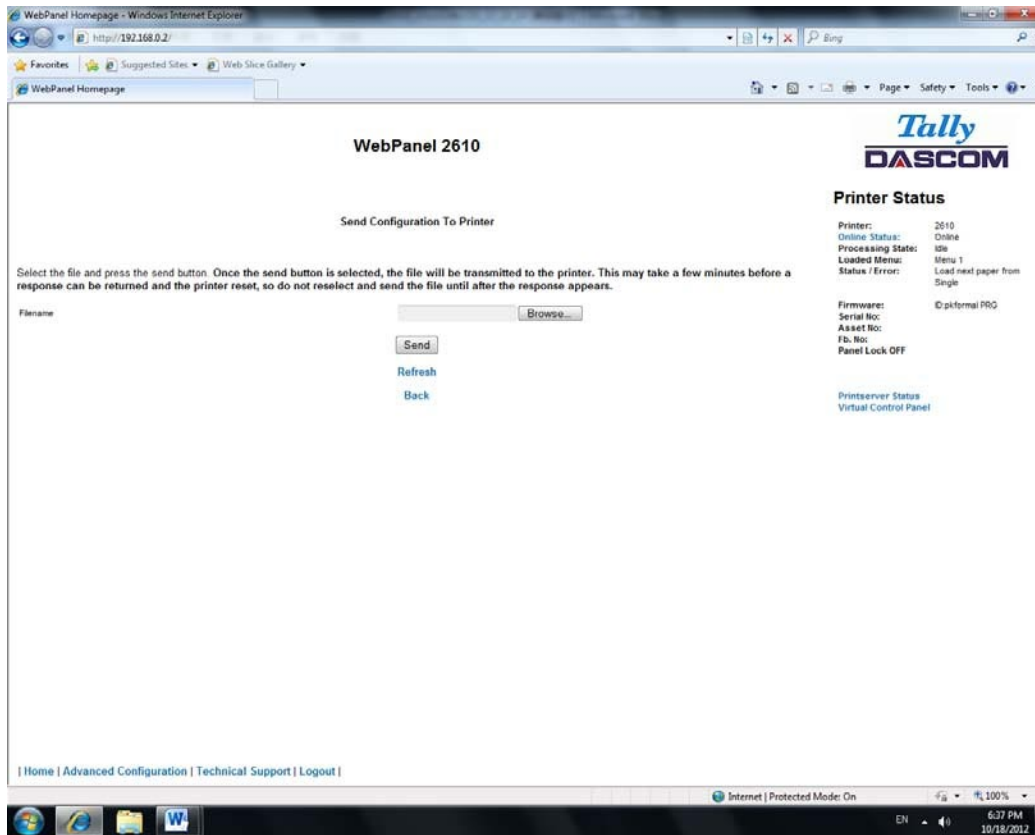 WebPanel Homepage - Windows Internet Explorer
http://192.168.0.2/
Bing
Favorites
Suggested Sites
Web Slice Gallery
WebPanel Homepage
Page
Safety
Tools
WebPanel 2610
Tally
DASCOM
Send Configuration To Printer
Select the file and press the send button. Once the send button is selected, the file will be transmitted to the printer. This may take a few minutes before a
response can be returned and the printer reset, so do not reselect and send the file until after the response appears.
Filename
Browse...
Send
Refresh
Back
Printer Status
Printer: 2610
Online Status: Online
Processing State: Idle
Loaded Menu: Menu 1
Status / Error: Load next paper from
Single
Firmware: ID:pkformal PRG
Serial No:
Asset No:
Fb. No:
Panel Lock OFF
Printserver Status
Virtual Control Panel
| Home | Advanced Configuration | Technical Support | Logout |
Internet | Protected Mode: On
100%
W
EN
6:37 PM
10/18/2012